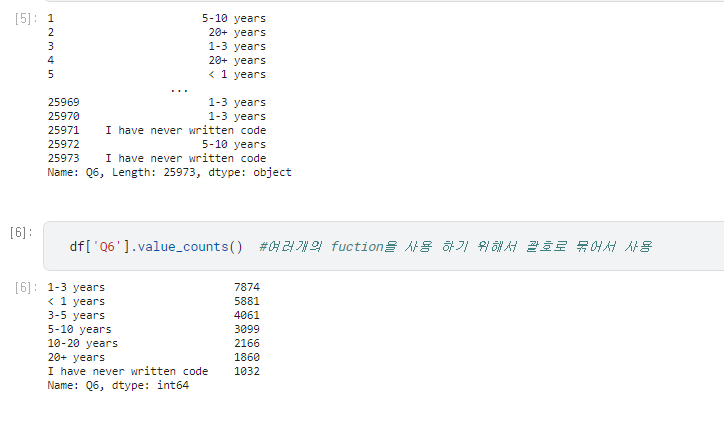 [5]: 1 5-10 years
2 20+ years
3 1-3 years
4 20+ years
5 < 1 years
...
25969 1-3 years
25970 1-3 years
25971 I have never written code
25972 5-10 years
25973 I have never written code
Name: Q6, Length: 25973, dtype: object
[6]:
df['Q6'].value_counts() #여러개의 fuction을 사용 하기 위해서 괄호로 묶어서 사용
[6]: 1-3 years 7874
< 1 years 5881
3-5 years 4061
5-10 years 3099
10-20 years 2166
20+ years 1860
I have never written code 1032
Name: Q6, dtype: int64